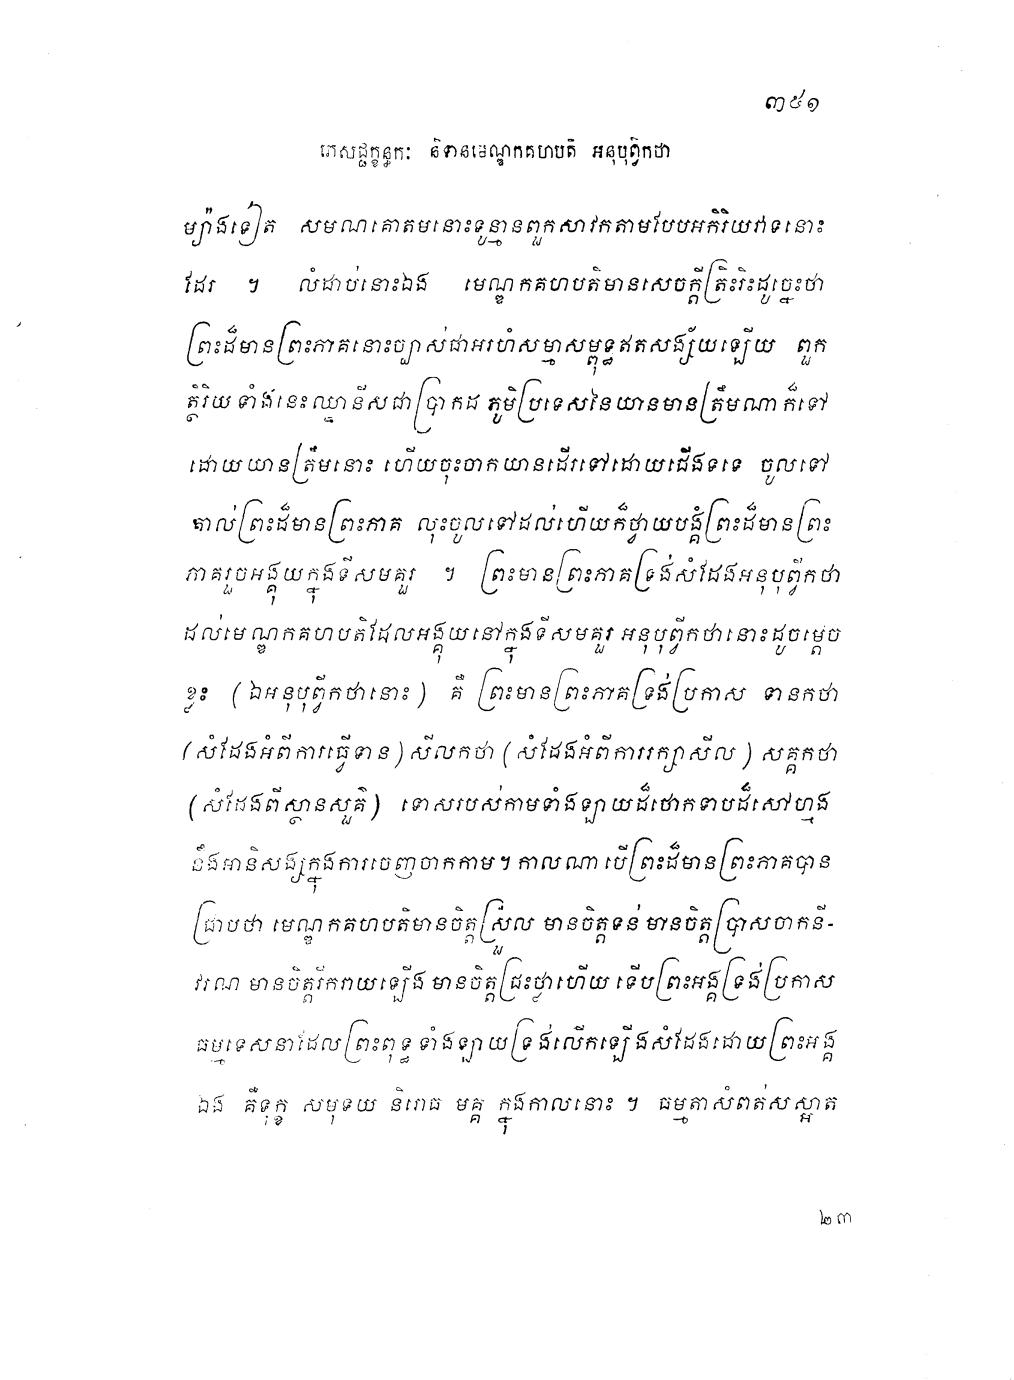 ៣៥១
ភេសជ្ជក្ខន្ធកៈ និទានមេណ្ឌកគហបតិ អនុបុព្វិកថា
ម្យ៉ាងទៀត សមណគោតមនោះទូន្មានពួកសាវកតាមបែបអកិរិយវាទនោះ
ដែរ ។ លំដាប់នោះឯង មេណ្ឌកគហបតិមានសេចក្តីត្រិះរិះដូច្នេះថា
ព្រះដ៏មានព្រះភាគនោះច្បាស់ជាអរហំសម្មាសម្ពុទ្ធឥតសង្ស័យឡើយ ពួក
តិ្ថរិយទាំងនេះឈ្នានីសជាប្រាកដ ភូមិប្រទេសនៃយានមានត្រឹមណាក៏ទៅ
ដោយយានត្រឹមនោះ ហើយចុះចាកយានដើរទៅដោយជើងទទេ ចូលទៅ
គាល់ព្រះដ៏មានព្រះភាគ លុះចូលទៅដល់ហើយក៏ថ្វាយបង្គំព្រះដ៏មានព្រះ
ភាគរួចអង្គុយក្នុងទីសមគួរ ។ ព្រះមានព្រះភាគទ្រង់សំដែងអនុបុព្វិកថា
ដល់មេណ្ឌកគហបតិដែលអង្គុយនៅក្នុងទីសមគួរ អនុបុព្វិកថានោះដូចម្តេច
ខ្លះ (ឯអនុបុព្វិកថានោះ) គឺ ព្រះមានព្រះភាគទ្រង់ប្រកាស ទានកថា
(សំដែងអំពីការធ្វើទាន) សីលកថា (សំដែងអំពីការរក្សាសីល) សគ្គកថា
(សំដែងពីស្ថានសួគ៌) ទោសរបស់កាមទាំងឡាយដ៏ថោកទាបដ៏សៅហ្មង
នឹងអានិសង្សក្នុងការចេញចាកកាម ។ កាលណាបើព្រះដ៏មានព្រះភាគបាន
ជ្រាបថា មេណ្ឌកគហបតិមានចិត្តស្រួល មានចិត្តទន់ មានចិត្តប្រាសចាកនី-
វរណ មានចិត្តរីករាយឡើង មានចិត្តជ្រះថ្លាហើយ ទើបព្រះអង្គទ្រង់ប្រកាស
ធម្មទេសនាដែលព្រះពុទ្ធទាំងឡាយទ្រង់លើកឡើងសំដែងដោយព្រះអង្គ
ឯង គឺទុក្ខ សមុទយ និរោធ មគ្គ ក្នុងកាលនោះ ។ ធម្មតាសំពត់សស្អាត
២៣